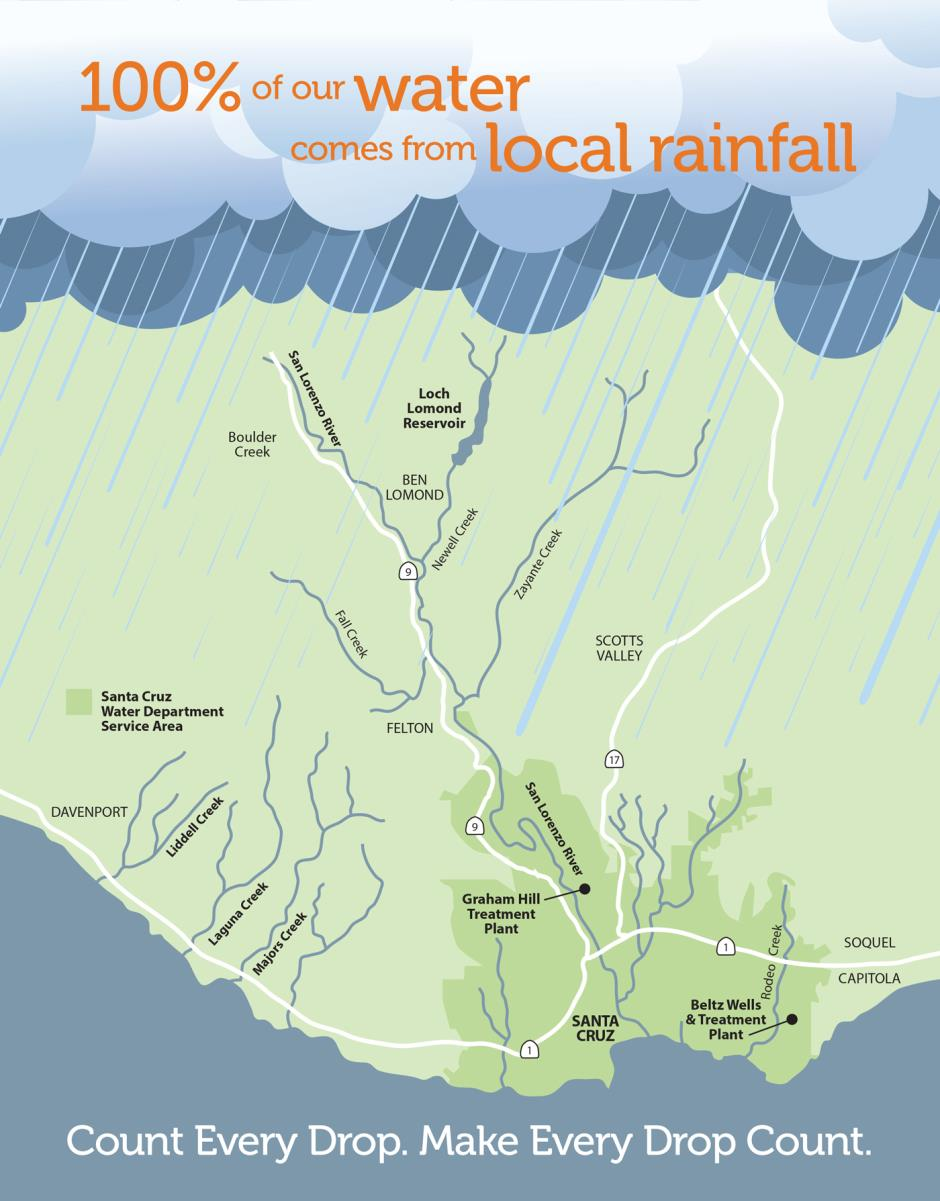 100% of our water
comes from local rainfall
San Lorenzo River
Loch
Lomond
Reservoir
Boulder
Creek
BEN
LOMOND
Newell Creek
Zayante Creek
9
Fall Creek
SCOTTS
VALLEY
Santa Cruz
Water Department
Service Area
FELTON
17
DAVENPORT
Liddell Creek
9
San Lorenzo River
Graham Hill
Treatment
Plant
Laguna Creek
Majors Creek
1
Rodeo Creek
SOQUEL
CAPITOLA
Beltz Wells
& Treatment
Plant
SANTA
CRUZ
1
Count Every Drop. Make Every Drop Count.